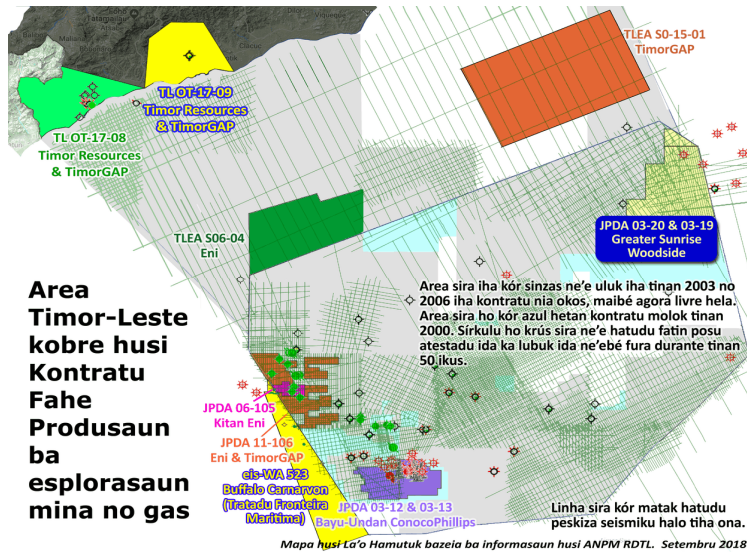 TL OT-17-09
Timor Resources
& TimorGAP
TL OT-17-08
Timor Resources
& TimorGAP
TLEA S0-15-01
TimorGAP
TLEA S06-04
Eni
JPDA 03-20 & 03-19
Greater Sunrise
Woodside
Area sira iha kór sinzas ne'e uluk iha tinan 2003 no
2006 iha kontratu nia okos, maibé agora livre hela.
Area sira ho kór azul hetan kontratu molok tinan
2000. Sírkulu ho krús sira ne'e hatudu fatin posu
atestadu ida ka lubuk ida ne'ebé fura durante tinan
50 ikus.
Area
Timor-Leste
kobre husi
Kontratu
Fahe
Produsaun
ba
esplorasaun
mina no gas
JPDA 06-105
Kitan Eni
JPDA 11-106
Eni & TimorGAP
eis-WA 523
Buffalo Carnarvon
(Tratadu Fronteira
Maritima)
JPDA 03-12 & 03-13
Bayu-Undan ConocoPhillips
Linha sira kór matak hatudu
peskiza seismiku halo tiha ona.
Mapa husi La'o Hamutuk bazeia ba informasaun husi ANPM RDTL. Setembru 2018